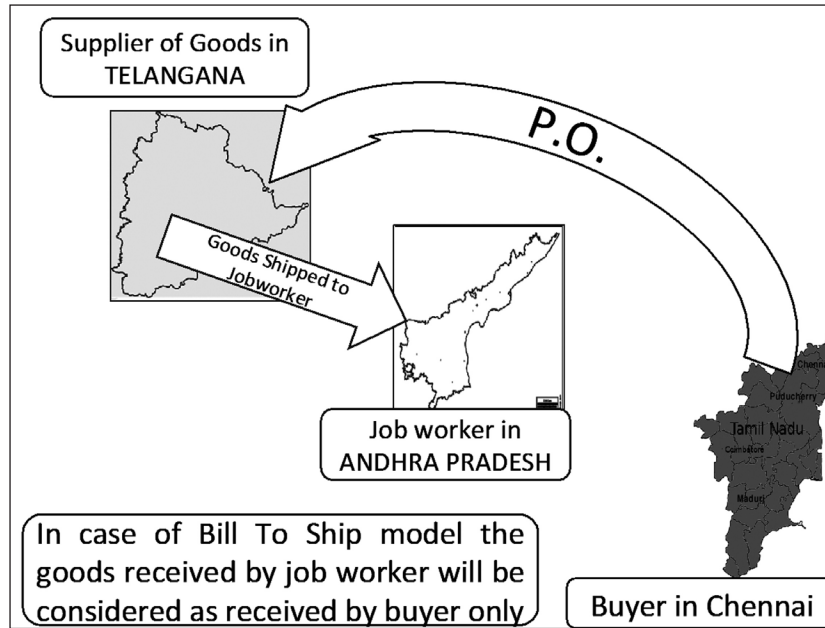 Supplier of Goods in
TELANGANA
P.O.
Goods Shipped to
Jobworker
Job worker in
ANDHRA PRADESH
Chenna
Puducherry
Tamil Nadu
Coimbatore
Madurj
In case of Bill To Ship model the
goods received by job worker will be
considered as received by buyer only
Buyer in Chennai